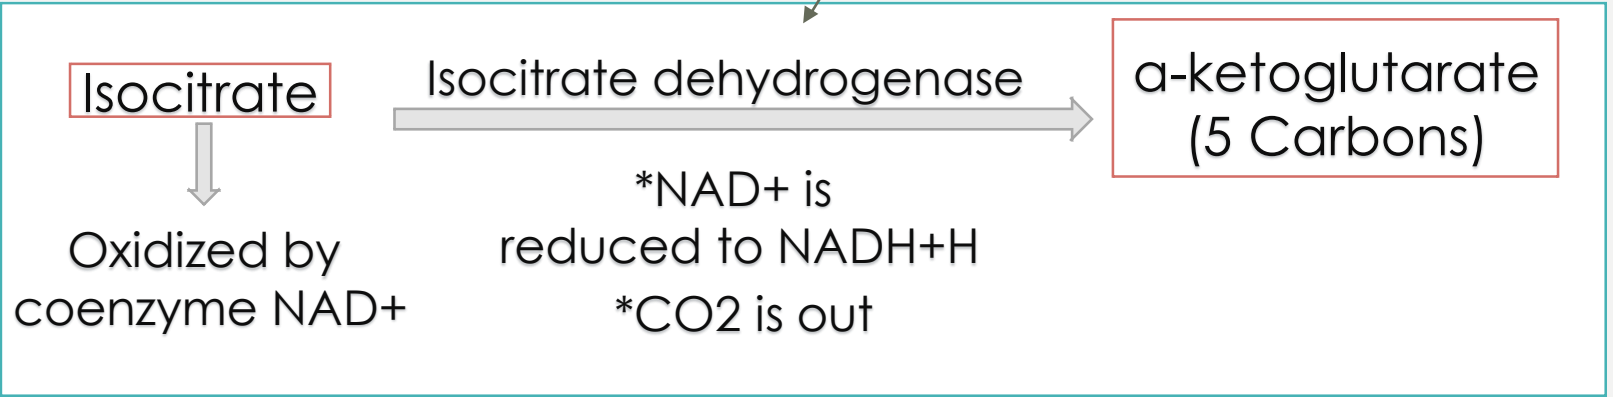 Isocitrate
Oxidized by
coenzyme NAD+
Isocitrate dehydrogenase
*NAD+ is
reduced to NADH+H
*CO2 is out
a-ketoglutarate
(5 Carbons)